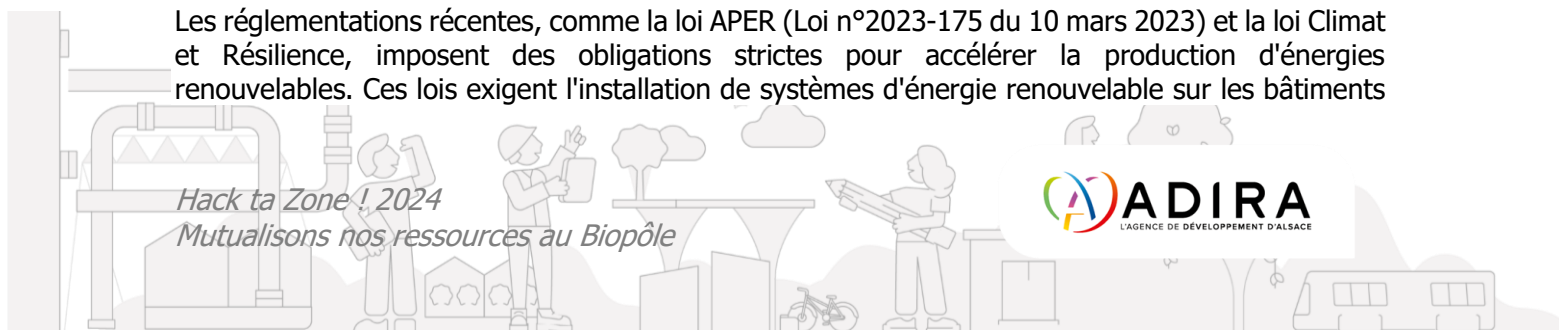 Les réglementations récentes, comme la loi APER (Loi n°2023-175 du 10 mars 2023) et la loi Climat
et Résilience, imposent des obligations strictes pour accélérer la production d'énergies
renouvelables. Ces lois exigent l'installation de systèmes d'énergie renouvelable sur les bâtiments
Hack ta Zone ! 2024
Mutualisons nos ressources au Biopôle
ADIRA
L'AGENCE DE DÉVELOPPEMENT D'ALSACE